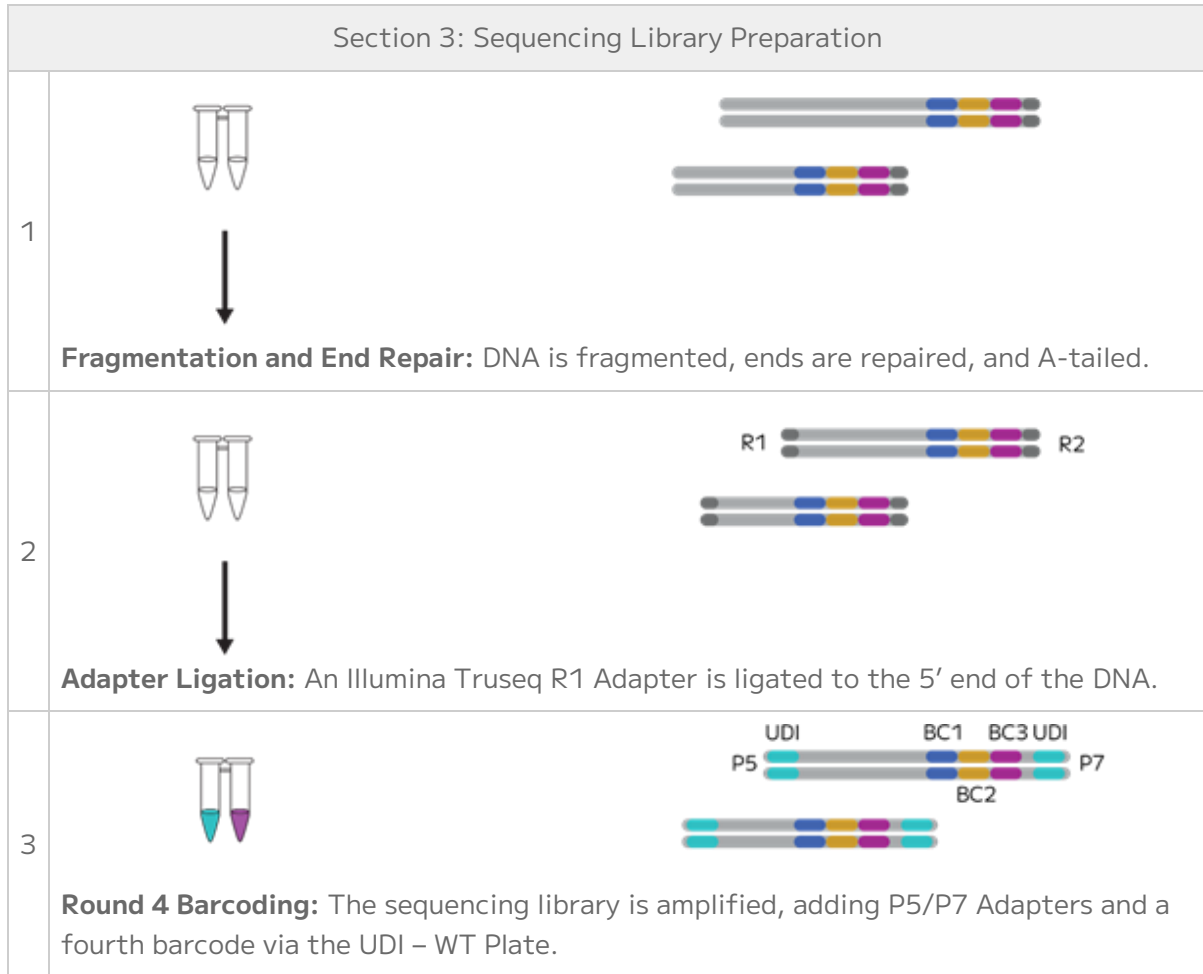 Section 3: Sequencing Library Preparation
1
Fragmentation and End Repair: DNA is fragmented, ends are repaired, and A-tailed.
2
R1 R2
Adapter Ligation: An Illumina Truseq R1 Adapter is ligated to the 5′ end of the DNA.
3
UDI BC1 BC3 UDI
P5 P7
BC2
Round 4 Barcoding: The sequencing library is amplified, adding P5/P7 Adapters and a
fourth barcode via the UDI – WT Plate.